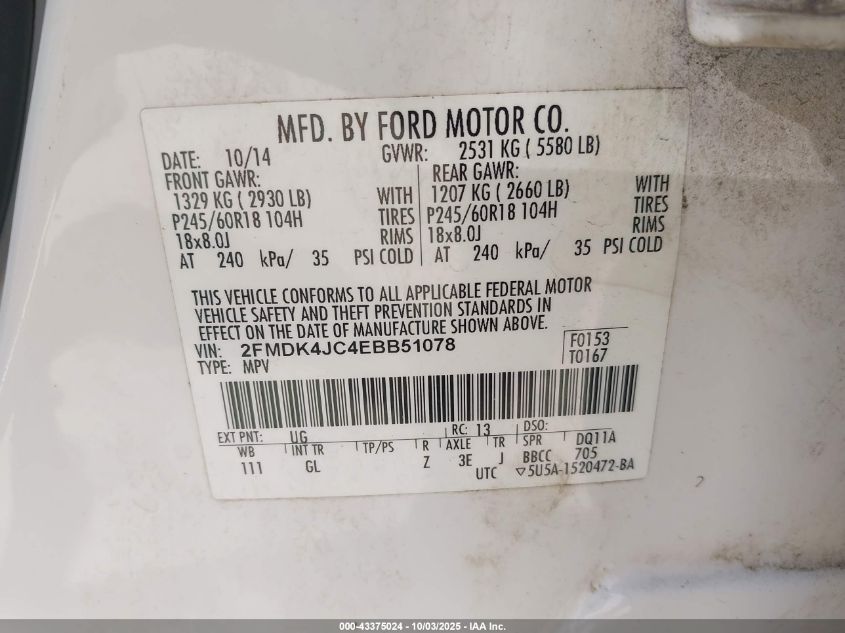 MFD. BY FORD MOTOR CO.
DATE: 10/14 GVWR: 2531 KG ( 5580 LB)
FRONT GAWR: REAR GAWR:
1329 KG ( 2930 LB) WITH 1207 KG ( 2660 LB) WITH
P245/60R18 104H TIRES P245/60R18 104H TIRES
18x8.0J RIMS 18x8.0J RIMS
AT 240 kPa/ 35 PSI COLD AT 240 kPa/ 35 PSI COLD
THIS VEHICLE CONFORMS TO ALL APPLICABLE FEDERAL MOTOR
VEHICLE SAFETY AND THEFT PREVENTION STANDARDS IN
EFFECT ON THE DATE OF MANUFACTURE SHOWN ABOVE.
VIN: 2FMDK4JC4EBB51078 F0153
TYPE: MPV T0167
EXT PNT: UG RC: 13 DSO:
WB INT TR TP/PS R AXLE TR SPR DQ11A
111 GL Z 3E J BBCC 705
UTC ▽5U5A-1520472-BA
000-43375024 - 10/03/2025 - IAA Inc.